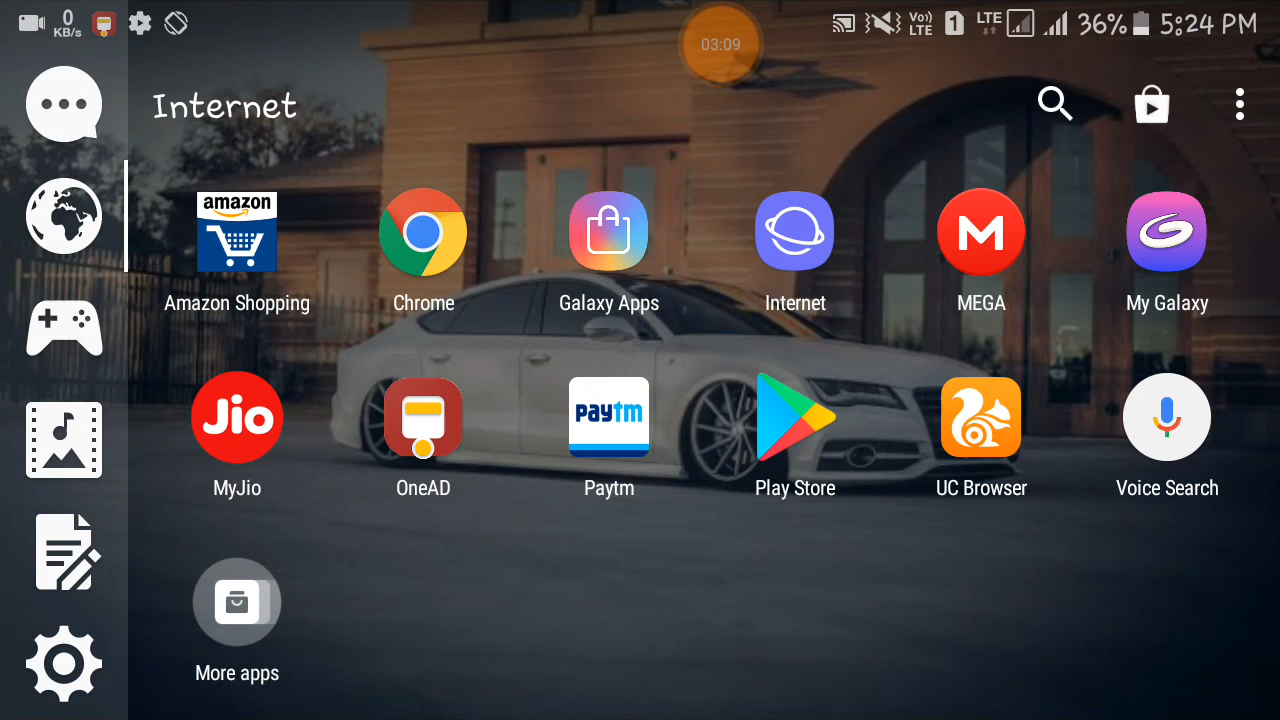 0
KB/s
03:09
Vo))
LTE
1
LTE
36%
5:24 PM
Internet
amazon
Amazon Shopping
Chrome
Galaxy Apps
Internet
MEGA
My Galaxy
Jio
paytm
MyJio
OneAD
Paytm
Play Store
UC Browser
Voice Search
More apps